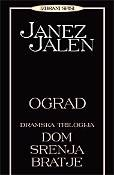 IZBRANI SPISI
JANEZ
JALEN
OGRAD
DRAMSKA TRILOGIJA
DOM
SRENJA
BRATJE